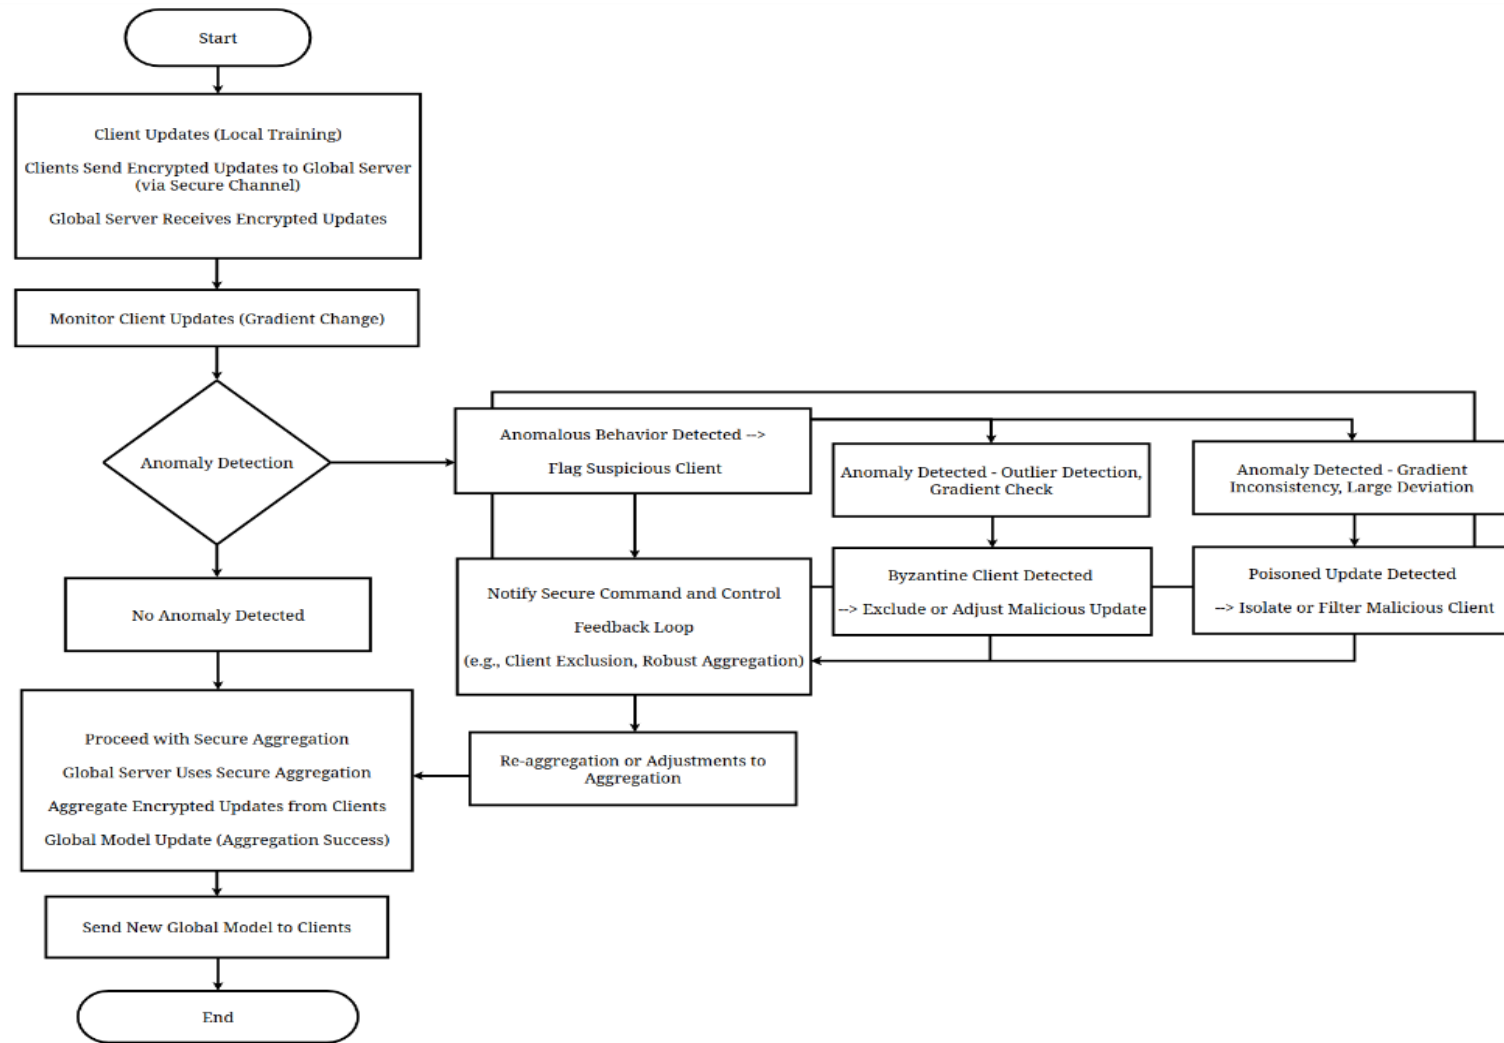 Start
Client Updates (Local Training)
Clients Send Encrypted Updates to Global Server
(via Secure Channel)
Global Server Receives Encrypted Updates
Monitor Client Updates (Gradient Change)
Anomaly Detection
Anomalous Behavior Detected -->
Flag Suspicious Client
Anomaly Detected - Outlier Detection,
Gradient Check
Anomaly Detected - Gradient
Inconsistency, Large Deviation
Notify Secure Command and Control
Feedback Loop
(e.g., Client Exclusion, Robust Aggregation)
Byzantine Client Detected
--> Exclude or Adjust Malicious Update
Poisoned Update Detected
--> Isolate or Filter Malicious Client
No Anomaly Detected
Re-aggregation or Adjustments to
Aggregation
Proceed with Secure Aggregation
Global Server Uses Secure Aggregation
Aggregate Encrypted Updates from Clients
Global Model Update (Aggregation Success)
Send New Global Model to Clients
End